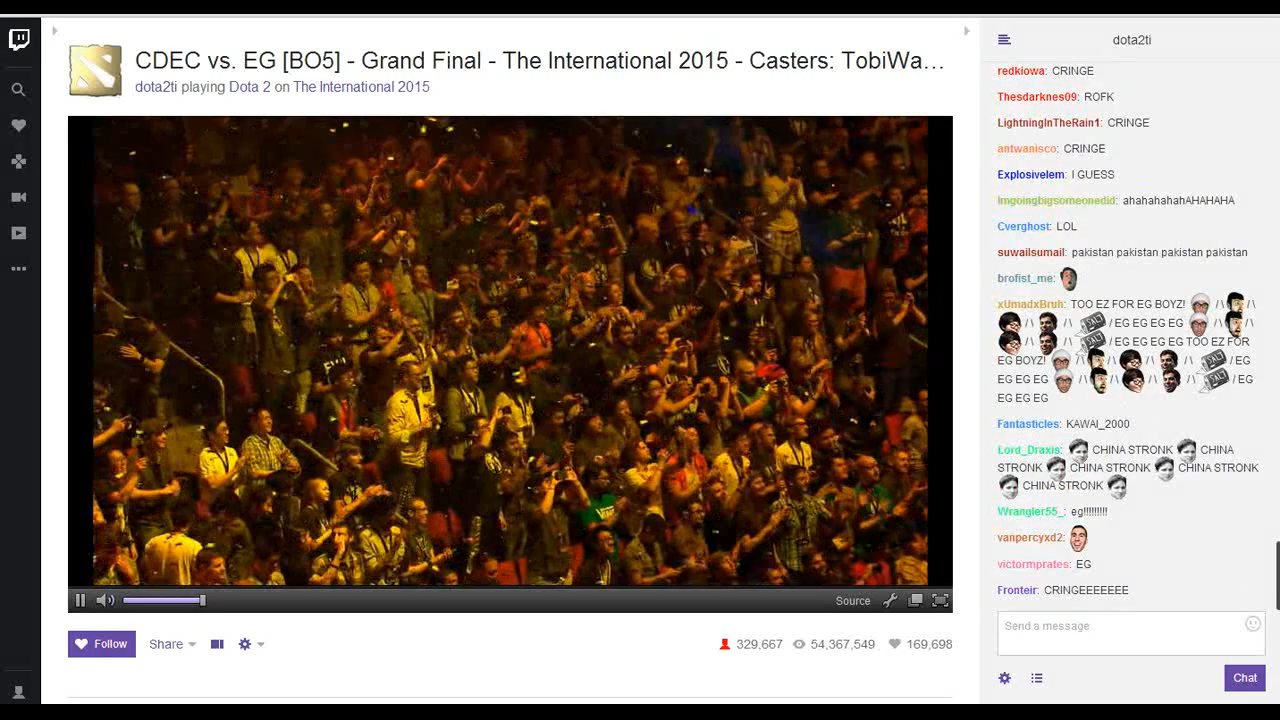 CDEC vs. EG [BO5] - Grand Final - The International 2015 - Casters: TobiWa…
dota2ti playing Dota 2 on The International 2015
Source
Follow
Share
329,667
54,367,549
169,698
dota2ti
redkiowa: CRINGE
Thesdarknes09: ROFK
LightningInTheRain1: CRINGE
antwanisco: CRINGE
Explosivelem: I GUESS
Imgoingbigsomeonedid: ahahahahahAHAHAHA
Cverghost: LOL
suwailsumail: pakistan pakistan pakistan pakistan
brofist_me:
xUmadxBruh: TOO EZ FOR EG BOYZ! / \ / \
/ \ / \ / EG EG EG EG / \ / \
/ \ / \ / EG EG EG EG TOO EZ FOR
EG BOYZ! / \ / \ / \ / \ / EG
EG EG EG / \ / \ / \ / \ / EG
EG EG EG
Fantasticles: KAWAI_2000
Lord_Draxis: CHINA STRONK CHINA
STRONK CHINA STRONK CHINA STRONK
CHINA STRONK
Wrangler55_: eg!!!!!!!!!
vanpercyxd2:
victormprates: EG
Fronteir: CRINGEEEEEEE
Send a message
Chat